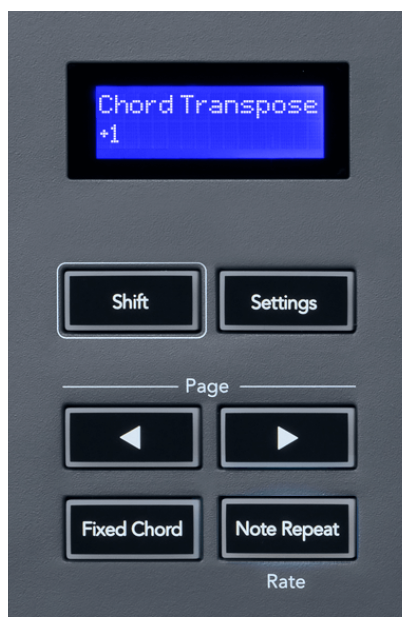 Chord Transpose
+1
Shift
Settings
Page
Fixed Chord
Note Repeat
Rate